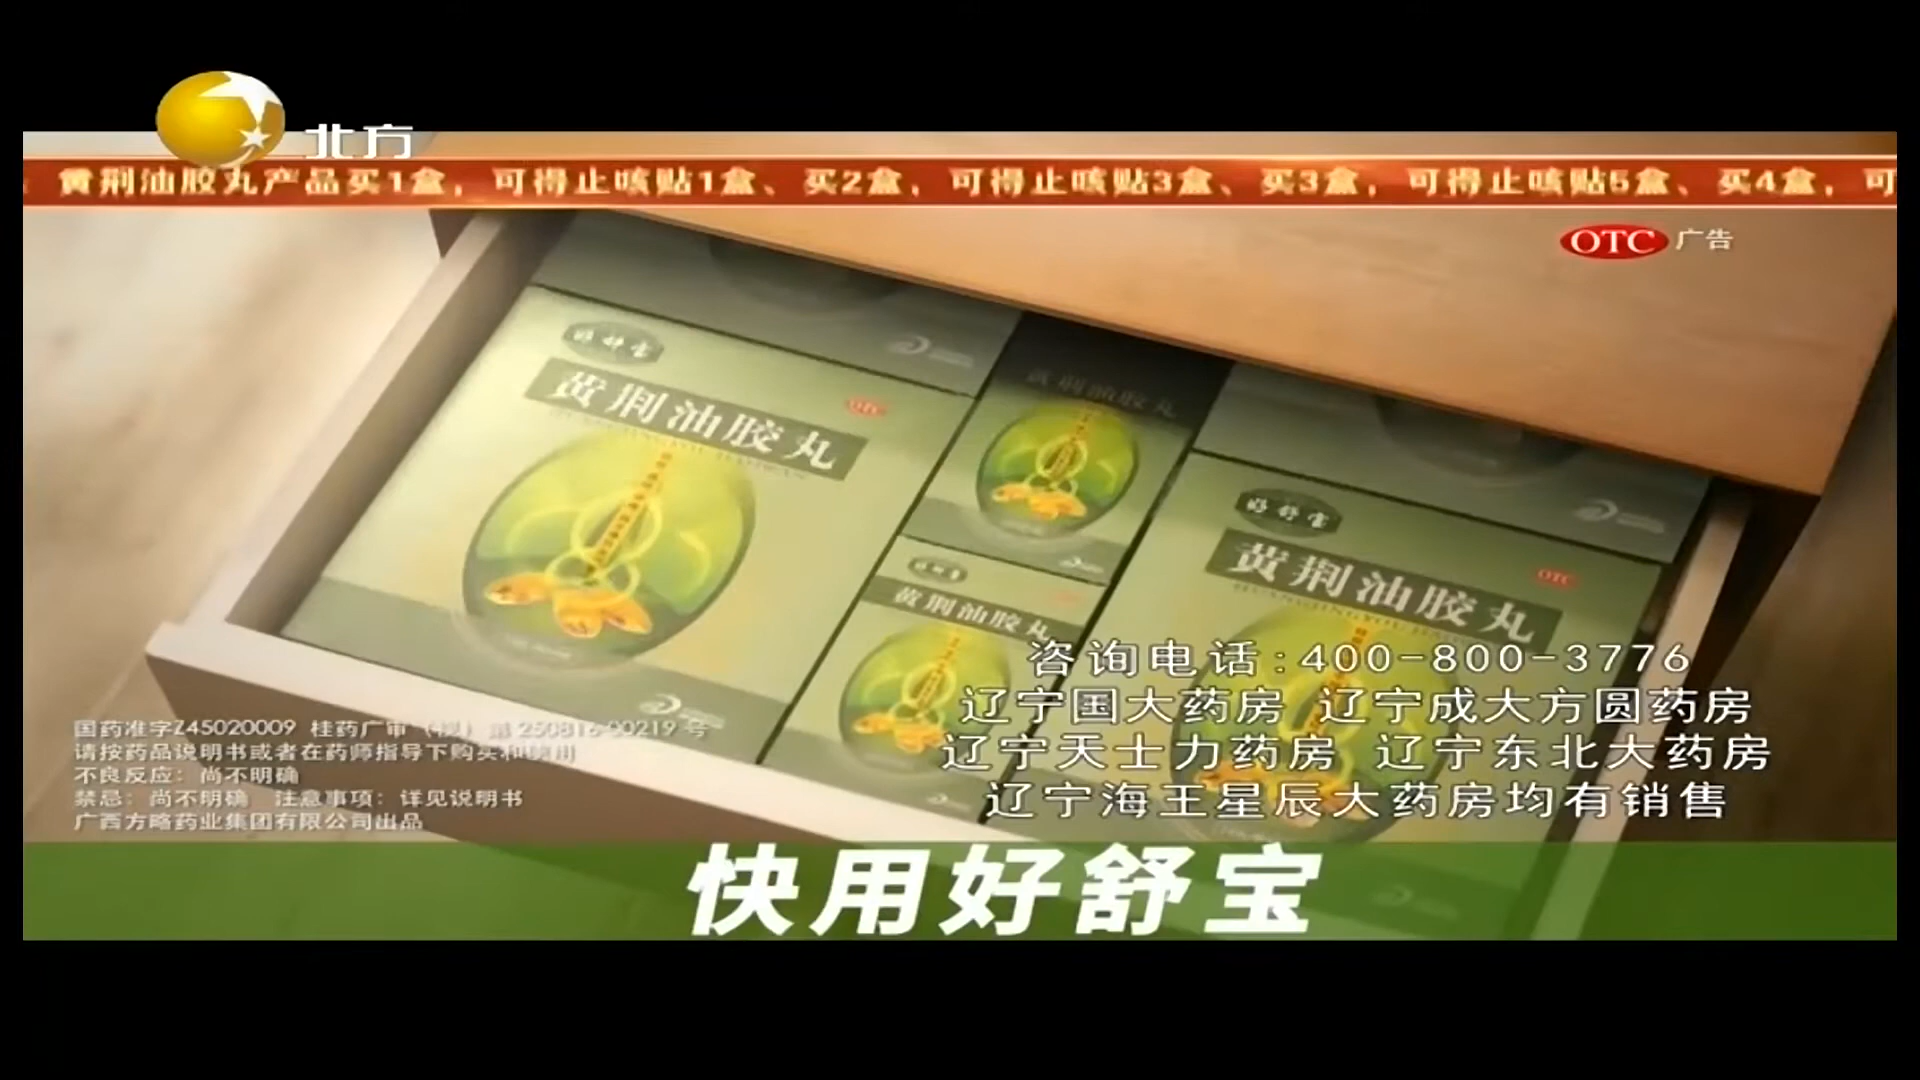 北方
黄荆油胶丸产品买1盒，可得止咳贴1盒、买2盒，可得止咳贴3盒、买3盒，可得止咳贴5盒、买4盒，可
OTC 广告
好舒宝
黄荆油胶丸
OTC
黄荆油胶丸
好舒宝
黄荆油胶丸
OTC
好舒宝
黄荆油胶丸
咨询电话:400-800-3776
辽宁国大药房 辽宁成大方圆药房
辽宁天士力药房 辽宁东北大药房
辽宁海王星辰大药房均有销售
国药准字Z45020009 桂药广审（视）第 250816-00219 号
请按药品说明书或者在药师指导下购买和使用
不良反应：尚不明确
禁忌：尚不明确 注意事项：详见说明书
广西方略药业集团有限公司出品
快用好舒宝